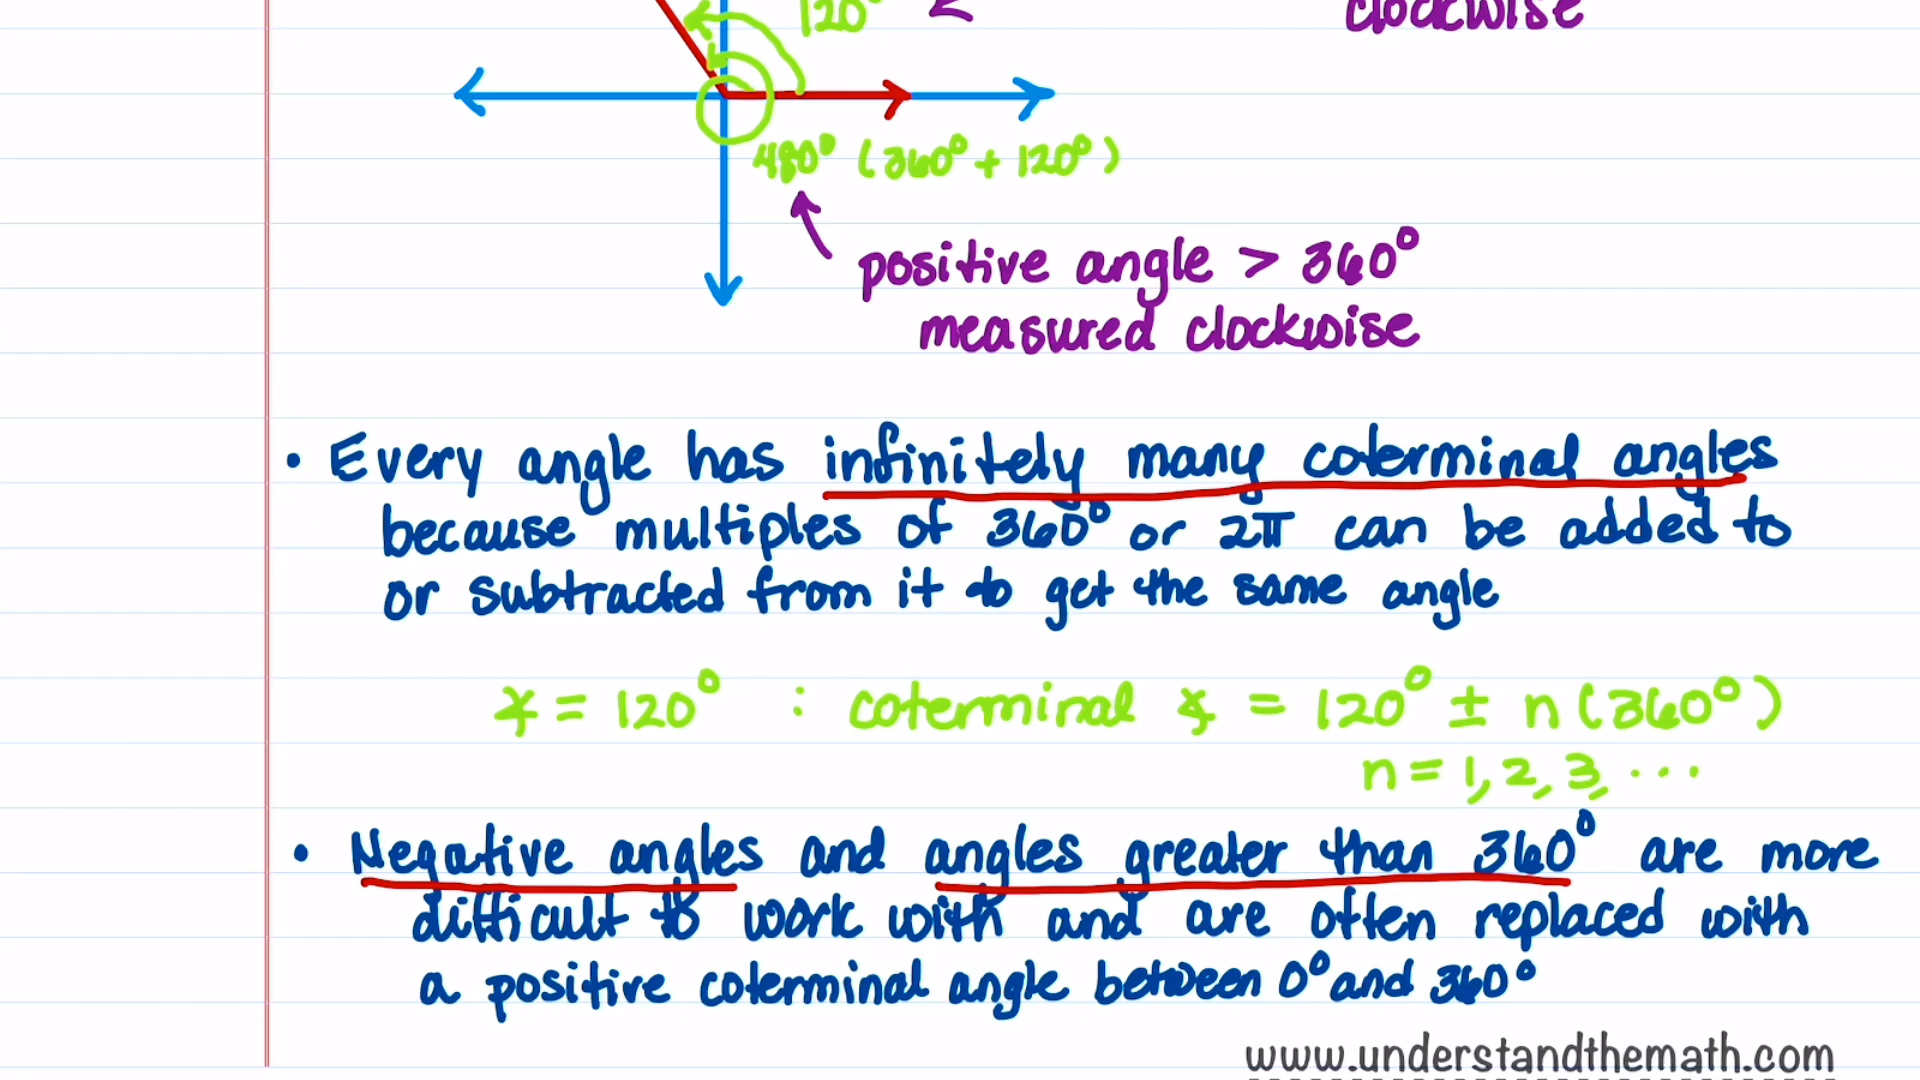 120°
clockwise
480° (360° + 120°)
positive angle > 360°
measured clockwise
• Every angle has infinitely many coterminal angles
because multiples of 360° or 2π can be added to
or subtracted from it to get the same angle
∡ = 120° : coterminal ∡ = 120° ± n(360°)
n = 1, 2, 3, ...
• Negative angles and angles greater than 360° are more
difficult to work with and are often replaced with
a positive coterminal angle between 0° and 360°
www.understandthemath.com